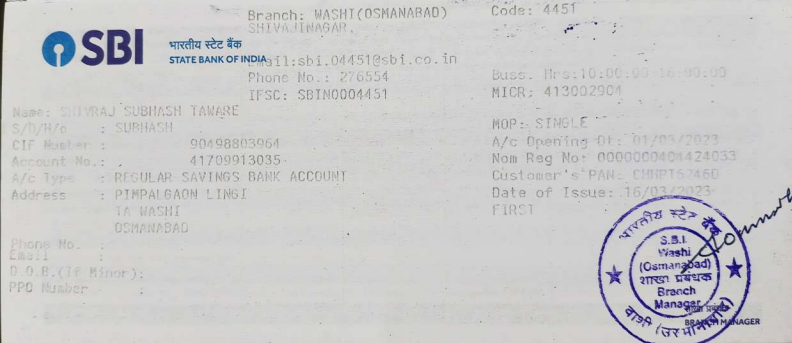 Branch: WASHI(OSMANABAD)
Code: 4451
SHIVAJINAGAR,
SBI
भारतीय स्टेट बैंक
STATE BANK OF INDIA
Email:sbi.04451@sbi.co.in
Phone No.: 276554
Buss. Hrs:10:00:00-16:00:00
IFSC: SBIN0004451
MICR: 413002904
Name: SHIVRAJ SUBHASH TAWARE
S/D/H/o : SUBHASH
MOP: SINGLE
CIF Number : 90498803964
A/c Opening Dt: 01/03/2023
Account No.: 41709913035
Nom Reg No:
A/c Type : REGULAR SAVINGS BANK ACCOUNT
Customer's PAN:
Address : PIMPALGAON LINGI
Date of Issue: 16/03/2023
TA WASHI
FIRST
OSMANABAD
Phone No. :
Email :
D.O.B.(If Minor):
PPO Number :
भारतीय स्टेट बैंक
S.B.I.
Washi
(Osmanabad)
शाखा प्रबंधक
Branch
Manager
वाशी
शाखा प्रबंधक
BRANCH MANAGER